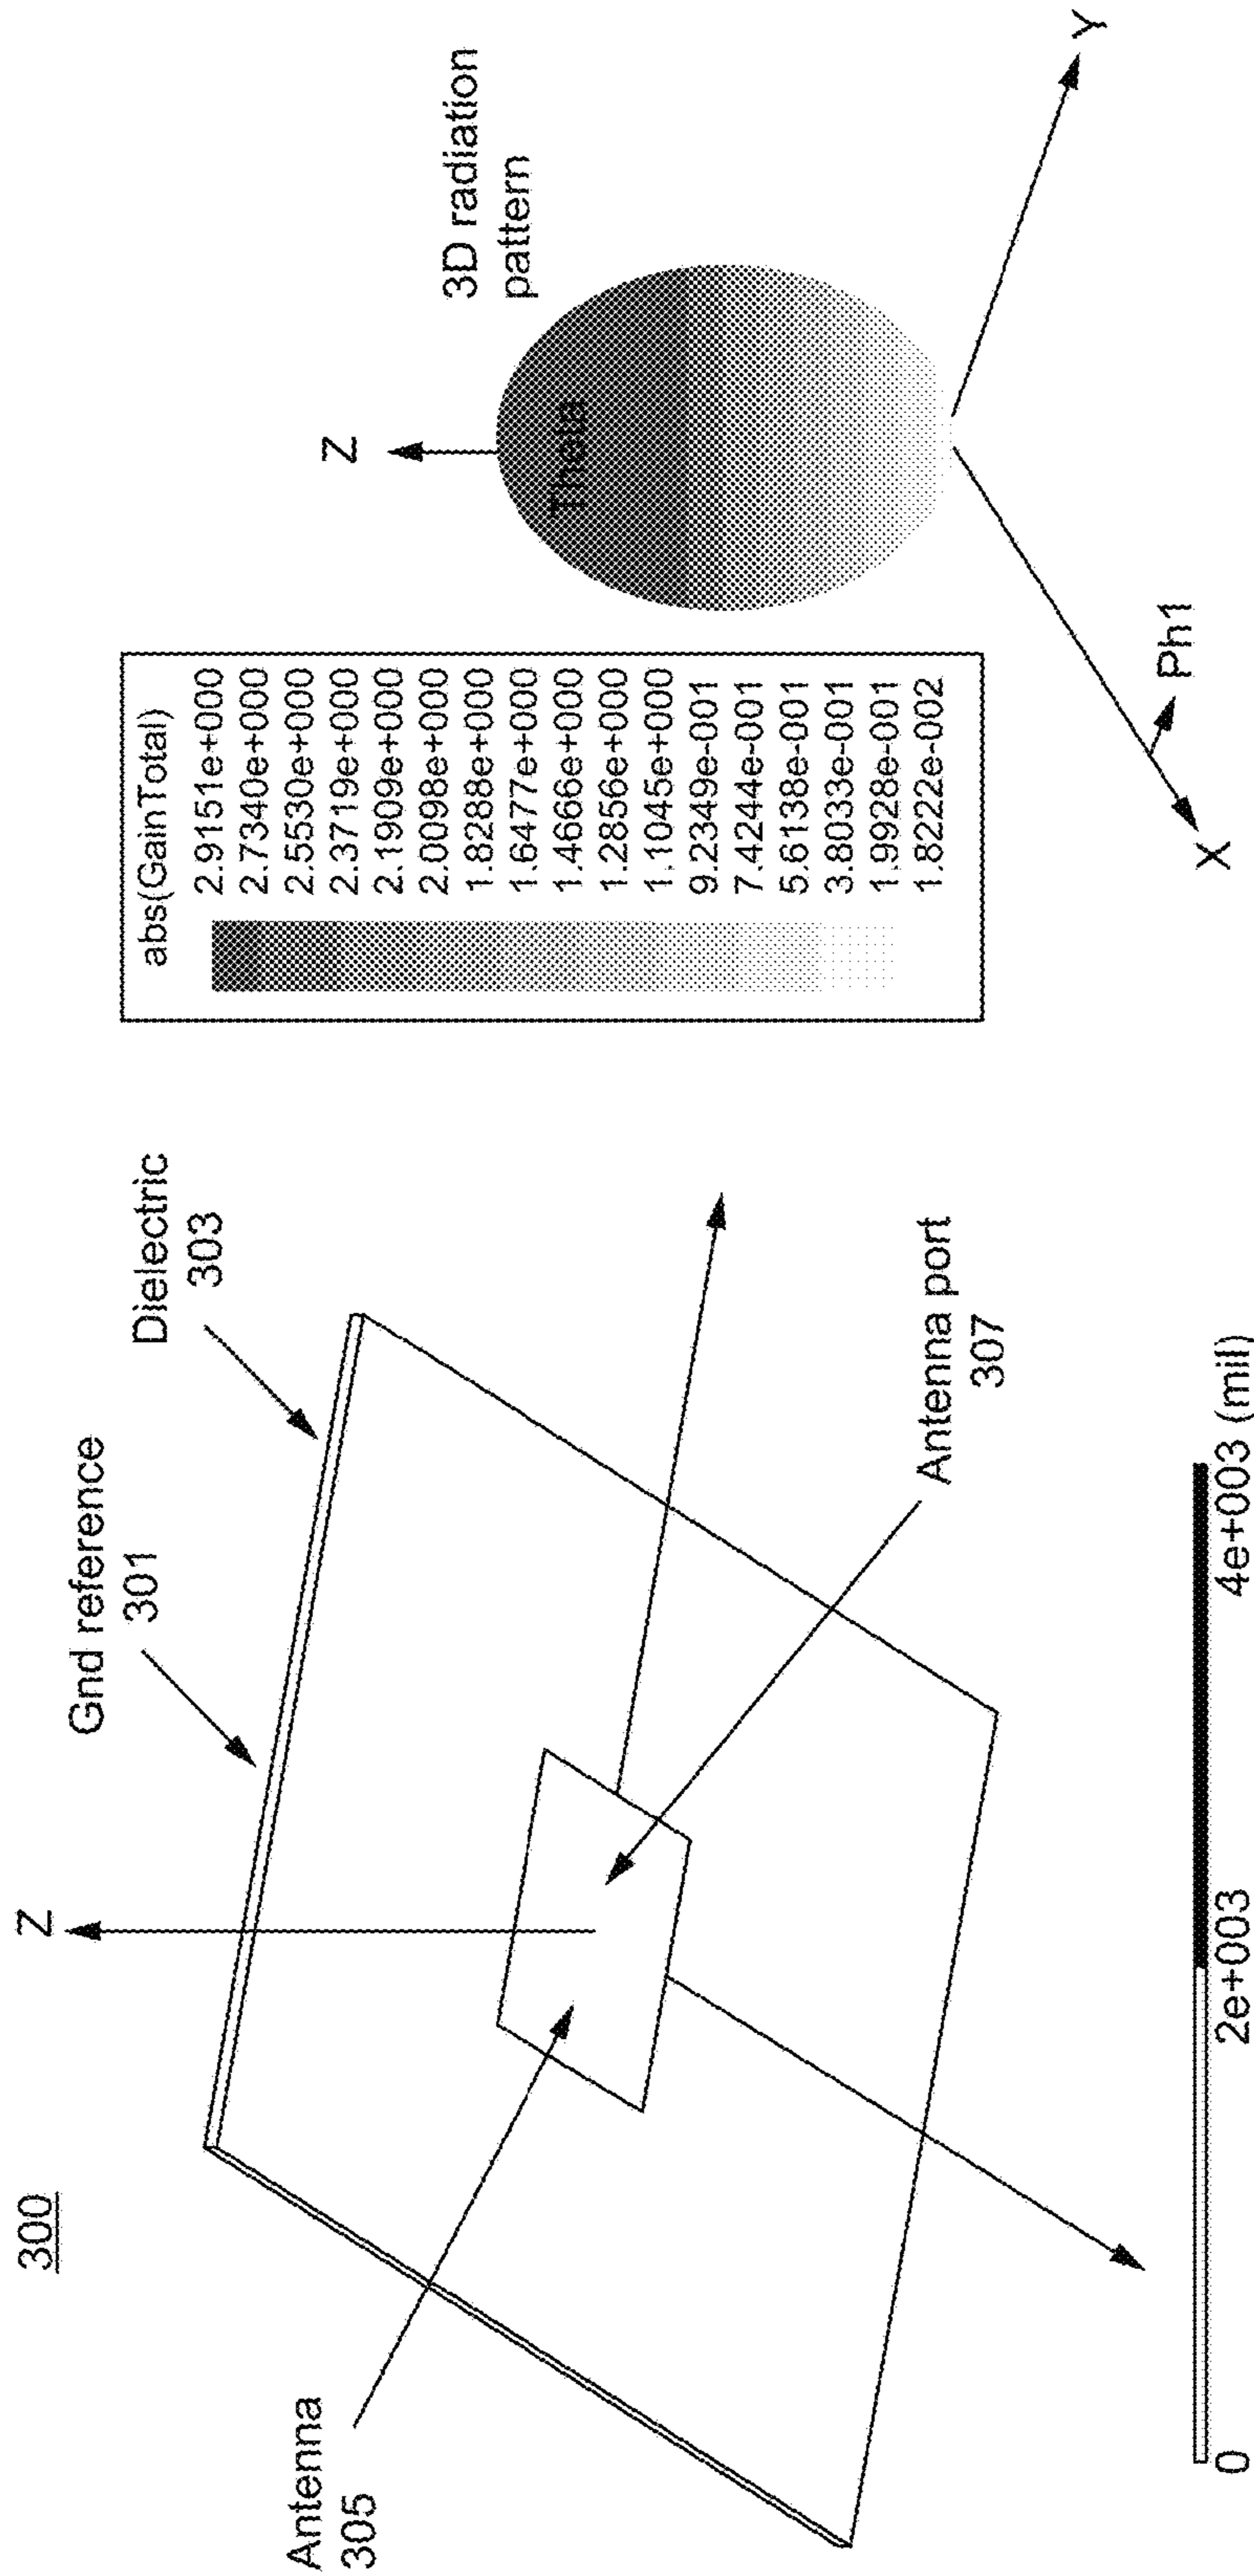 300
Z
Gnd reference
301
Dielectric
303
Antenna
305
Antenna port
307
0
2e+003
4e+003 (mil)
abs(GainTotal)
2.9151e+000
2.7340e+000
2.5530e+000
2.3719e+000
2.1909e+000
2.0098e+000
1.8288e+000
1.6477e+000
1.4666e+000
1.2856e+000
1.1045e+000
9.2349e-001
7.4244e-001
5.6138e-001
3.8033e-001
1.9928e-001
1.8222e-002
Z
3D radiation
pattern
Theta
Y
X
Ph1